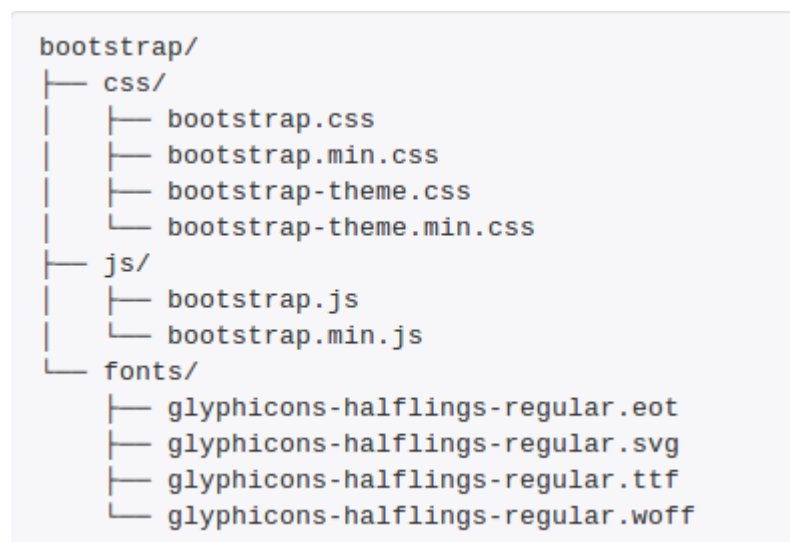 bootstrap/
├── css/
│   ├── bootstrap.css
│   ├── bootstrap.min.css
│   ├── bootstrap-theme.css
│   └── bootstrap-theme.min.css
├── js/
│   ├── bootstrap.js
│   └── bootstrap.min.js
└── fonts/
    ├── glyphicons-halflings-regular.eot
    ├── glyphicons-halflings-regular.svg
    ├── glyphicons-halflings-regular.ttf
    └── glyphicons-halflings-regular.woff